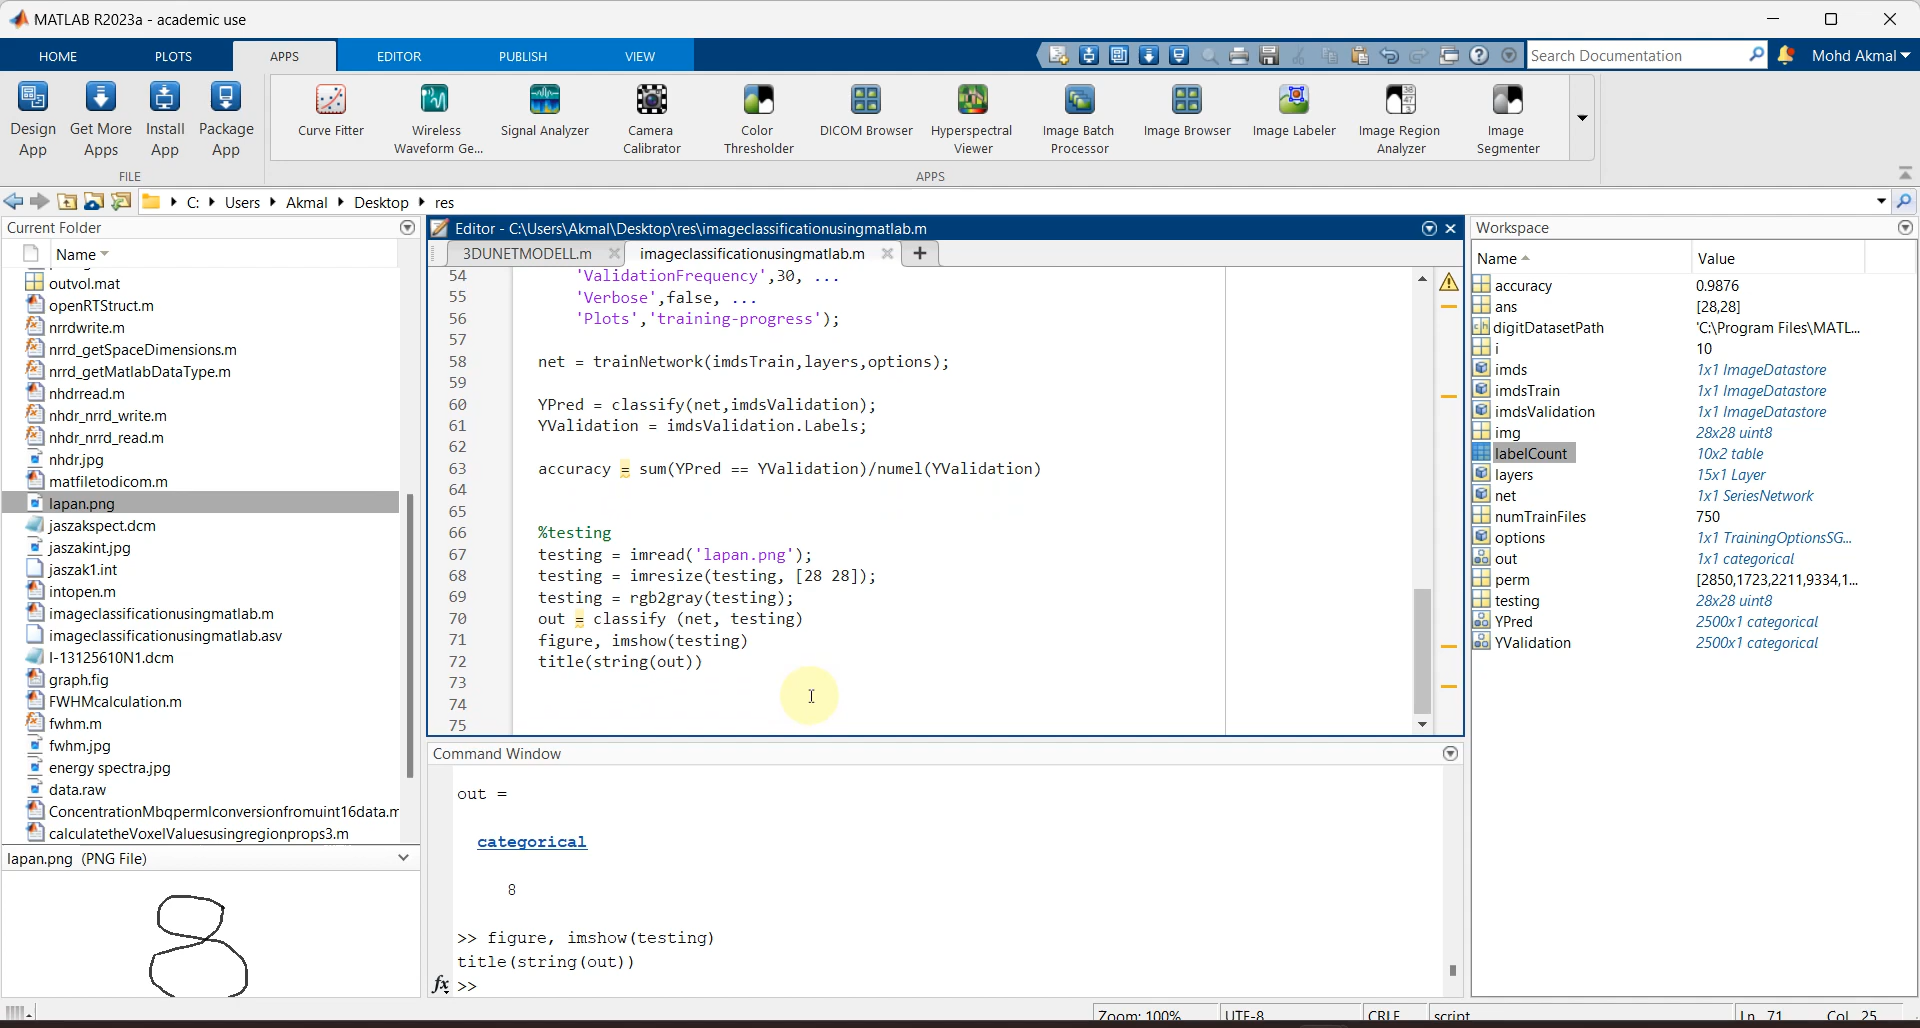 MATLAB R2023a - academic use
HOME PLOTS APPS EDITOR PUBLISH VIEW
Search Documentation
Mohd Akmal
Design App
Get More Apps
Install App
Package App
Curve Fitter
Wireless Waveform Ge...
Signal Analyzer
Camera Calibrator
Color Thresholder
DICOM Browser
Hyperspectral Viewer
Image Batch Processor
Image Browser
Image Labeler
Image Region Analyzer
Image Segmenter
FILE
APPS
C: Users Akmal Desktop res
Current Folder
Name
outvol.mat
openRTStruct.m
nrrdwrite.m
nrrd_getSpaceDimensions.m
nrrd_getMatlabDataType.m
nhdrread.m
nhdr_nrrd_write.m
nhdr_nrrd_read.m
nhdr.jpg
matfiletodicom.m
lapan.png
jaszakspect.dcm
jaszakint.jpg
jaszak1.int
intopen.m
imageclassificationusingmatlab.m
imageclassificationusingmatlab.asv
I-13125610N1.dcm
graph.fig
FWHMcalculation.m
fwhm.m
fwhm.jpg
energy spectra.jpg
data.raw
ConcentrationMbqpermlconversionfromuint16data.m
calculatetheVoxelValuesusingregionprops3.m
lapan.png (PNG File)
8
Editor - C:\Users\Akmal\Desktop\res\imageclassificationusingmatlab.m
3DUNETMODELL.m imageclassificationusingmatlab.m
54 'ValidationFrequency',30, ...
55 'Verbose',false, ...
56 'Plots','training-progress');
57
58 net = trainNetwork(imdsTrain,layers,options);
59
60 YPred = classify(net,imdsValidation);
61 YValidation = imdsValidation.Labels;
62
63 accuracy = sum(YPred == YValidation)/numel(YValidation)
64
65
66 %testing
67 testing = imread('lapan.png');
68 testing = imresize(testing, [28 28]);
69 testing = rgb2gray(testing);
70 out = classify (net, testing)
71 figure, imshow(testing)
72 title(string(out))
73
74
75
Command Window
out =
categorical
8
>> figure, imshow(testing)
title(string(out))
fx >>
Workspace
Name Value
accuracy 0.9876
ans [28,28]
digitDatasetPath 'C:\Program Files\MATL...
i 10
imds 1x1 ImageDatastore
imdsTrain 1x1 ImageDatastore
imdsValidation 1x1 ImageDatastore
img 28x28 uint8
labelCount 10x2 table
layers 15x1 Layer
net 1x1 SeriesNetwork
numTrainFiles 750
options 1x1 TrainingOptionsSG...
out 1x1 categorical
perm [2850,1723,2211,9334,1...
testing 28x28 uint8
YPred 2500x1 categorical
YValidation 2500x1 categorical
Zoom: 100% UTF-8 CRLF script Ln 71 Col 25